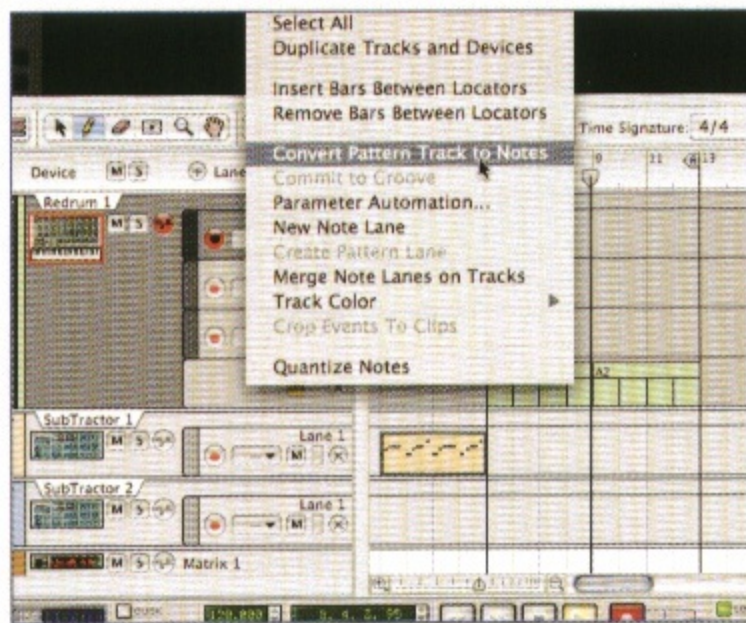 Select All
Duplicate Tracks and Devices
Insert Bars Between Locators
Remove Bars Between Locators
Convert Pattern Track to Notes
Commit to Groove
Parameter Automation...
New Note Lane
Create Pattern Lane
Merge Note Lanes on Tracks
Track Color
Crop Events To Clips
Quantize Notes
Time Signature: 4/4
Device M S Lane
9 11 R 13
Redrum 1
M S
A2
SubTractor 1
M S Lane 1
M
SubTractor 2
M S Lane 1
M
M S Matrix 1